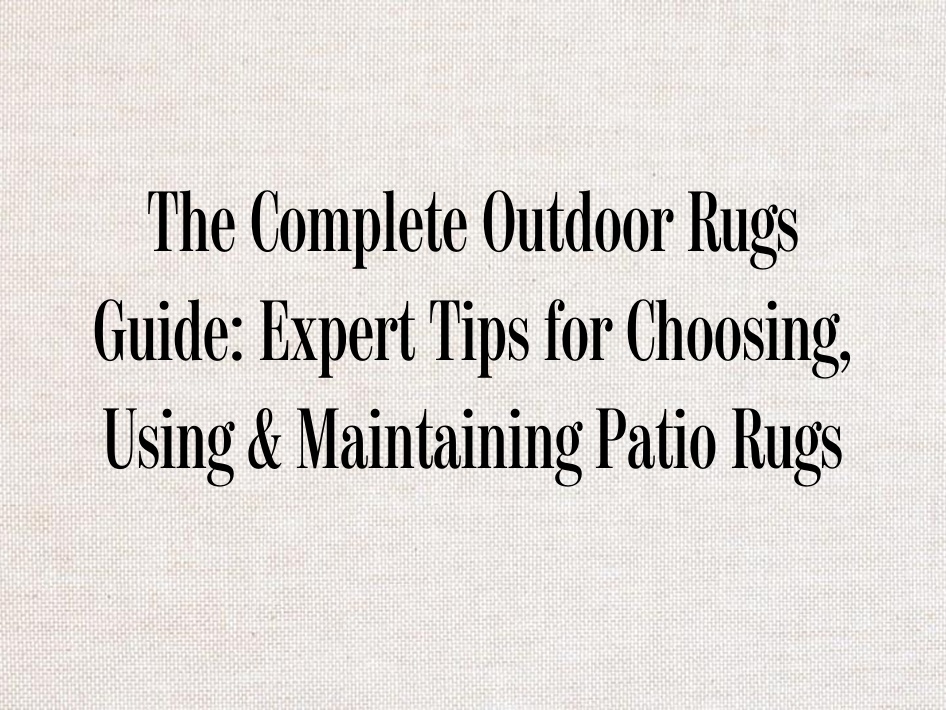 The Complete Outdoor Rugs
Guide: Expert Tips for Choosing,
Using & Maintaining Patio Rugs